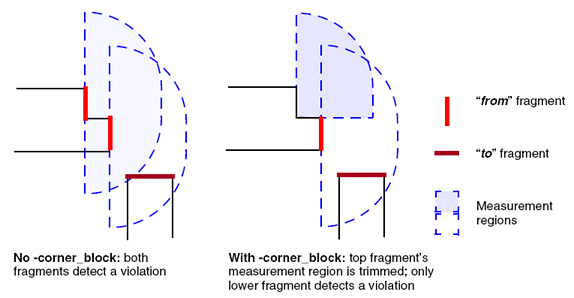 “from” fragment
“to” fragment
Measurement
regions
No -corner_block: both
fragments detect a violation
With -corner_block: top fragment’s
measurement region is trimmed; only
lower fragment detects a violation